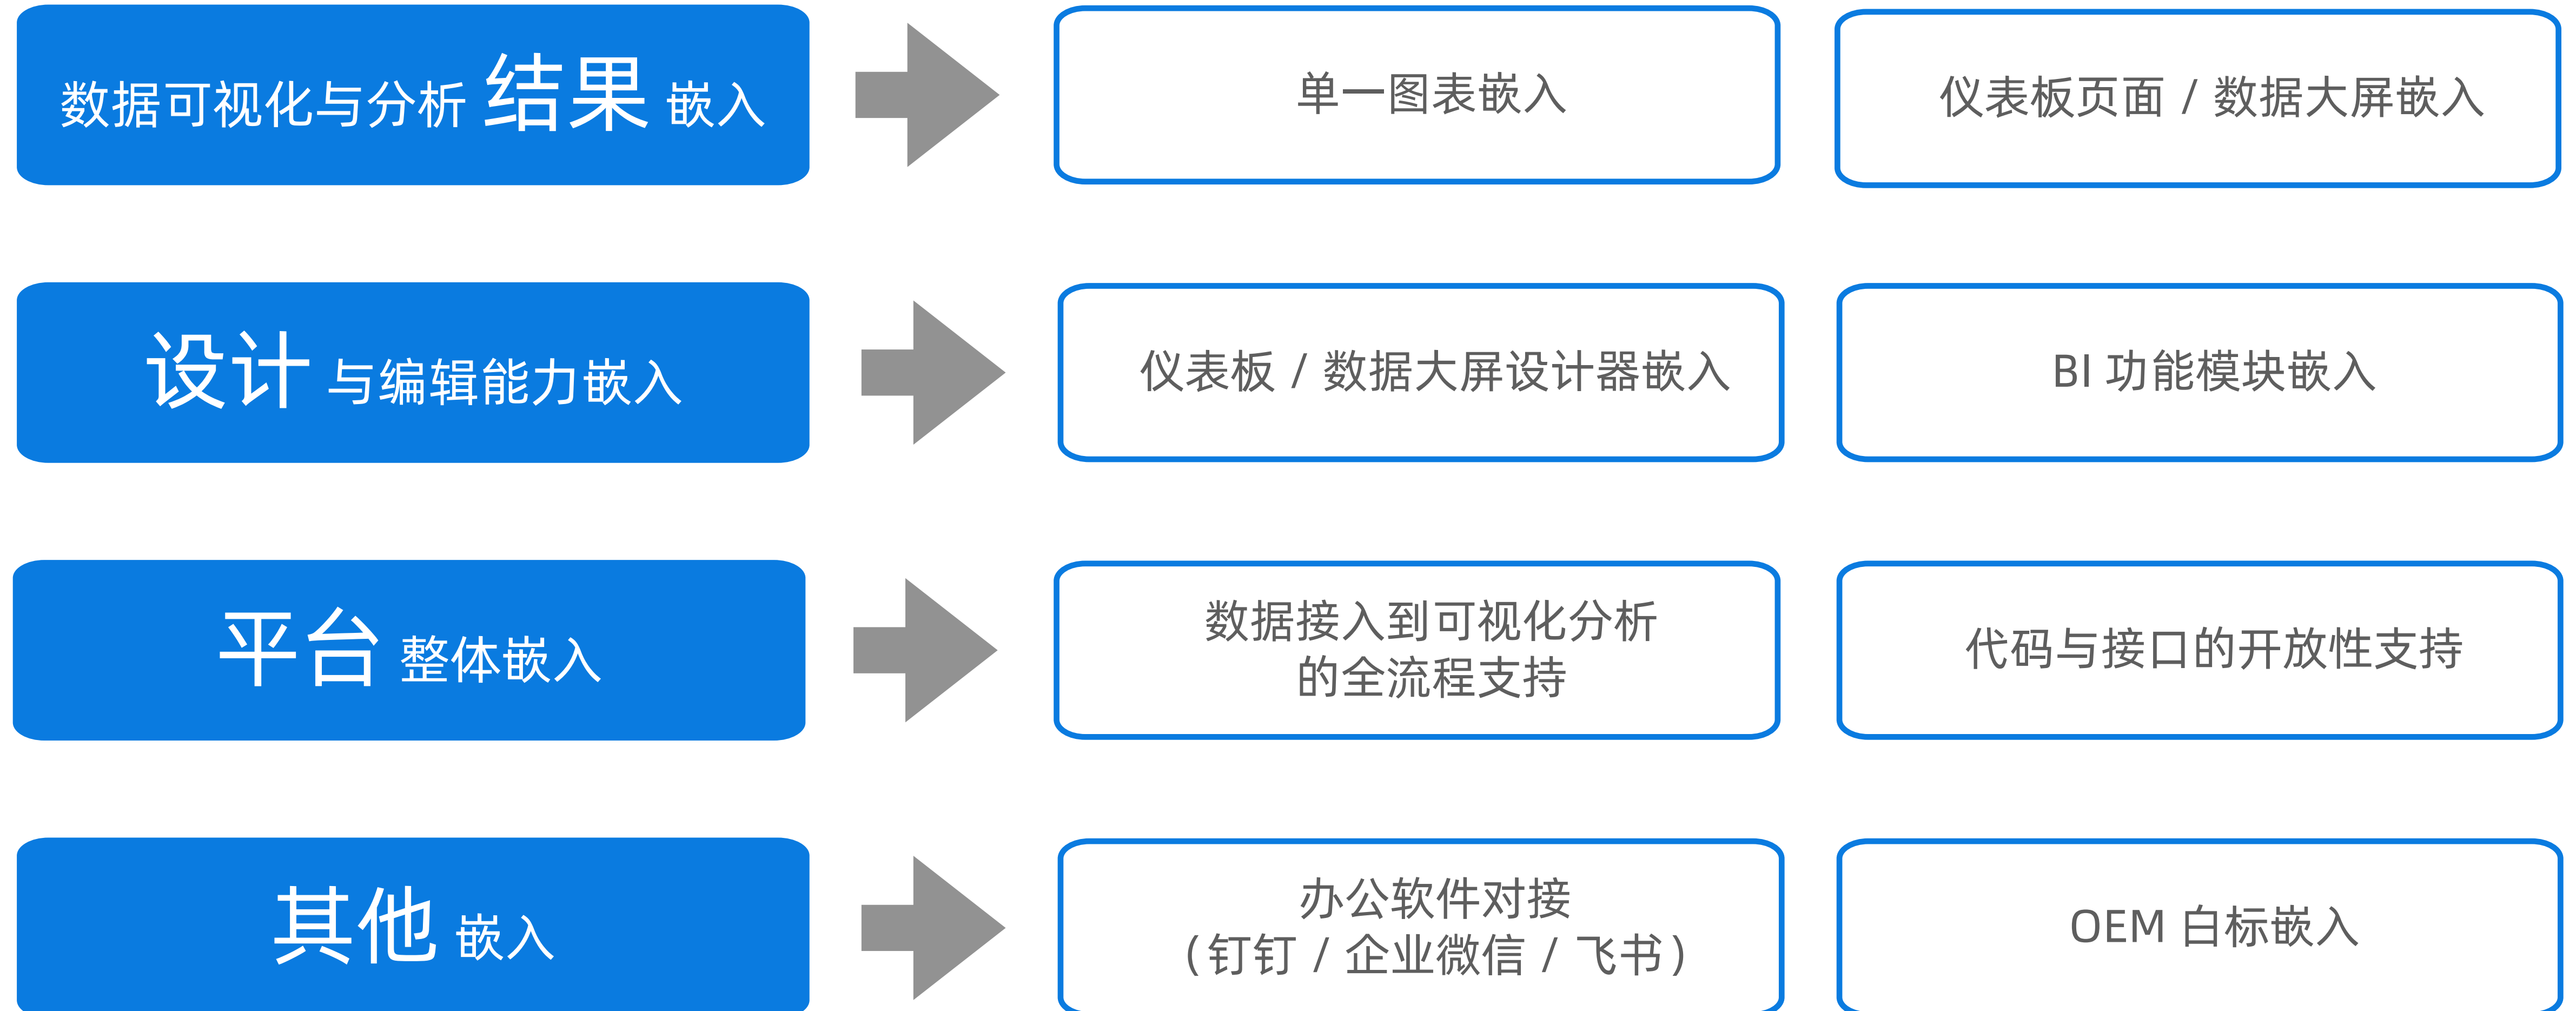 数据可视化与分析 结果 嵌入
单一图表嵌入
仪表板页面 / 数据大屏嵌入
设计 与编辑能力嵌入
仪表板 / 数据大屏设计器嵌入
BI 功能模块嵌入
平台 整体嵌入
数据接入到可视化分析
的全流程支持
代码与接口的开放性支持
其他 嵌入
办公软件对接
(钉钉 / 企业微信 / 飞书)
OEM 白标嵌入